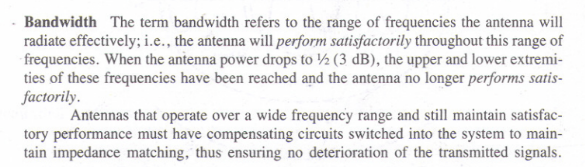 Bandwidth The term bandwidth refers to the range of frequencies the antenna will
radiate effectively; i.e., the antenna will perform satisfactorily throughout this range of
frequencies. When the antenna power drops to ½ (3 dB), the upper and lower extremi-
ties of these frequencies have been reached and the antenna no longer performs satis-
factorily.
Antennas that operate over a wide frequency range and still maintain satisfac-
tory performance must have compensating circuits switched into the system to main-
tain impedance matching, thus ensuring no deterioration of the transmitted signals.